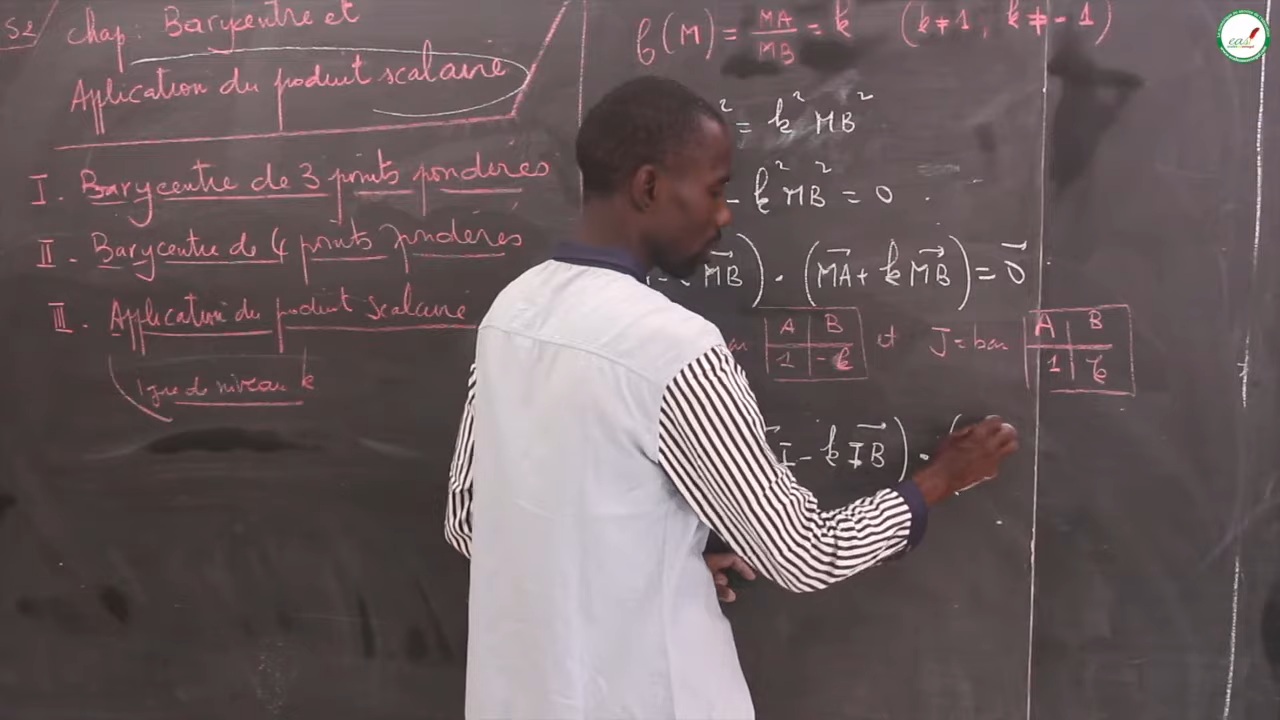 S2
Chap: Barycentre et
Application du produit scalaire
I. Barycentre de 3 points pondérés
II. Barycentre de 4 points pondérés
III. Application du produit scalaire
ligne de niveau k
f(M) = MA/MB = k (k≠1, k≠-1)
² = k² MB²
- k² MB² = 0
MB) · (MA + k MB) = 0
A B
1 -k
et J = bar
A B
1 k
I - k IB) · (
eas!